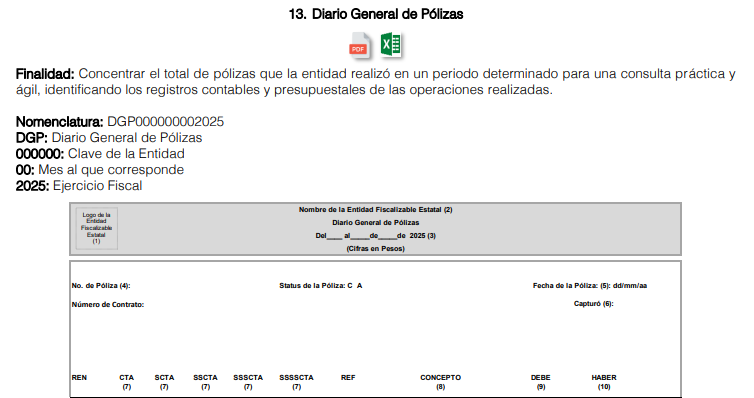 13. Diario General de Pólizas
PDF
X
Finalidad: Concentrar el total de pólizas que la entidad realizó en un periodo determinado para una consulta práctica y
ágil, identificando los registros contables y presupuestales de las operaciones realizadas.
Nomenclatura: DGP000000002025
DGP: Diario General de Pólizas
000000: Clave de la Entidad
00: Mes al que corresponde
2025: Ejercicio Fiscal
Logo de la
Entidad
Fiscalizable
Estatal
(1)
Nombre de la Entidad Fiscalizable Estatal (2)
Diario General de Pólizas
Del____ al_____de_____de 2025 (3)
(Cifras en Pesos)
No. de Póliza (4): Status de la Póliza: C A Fecha de la Póliza: (5): dd/mm/aa
Número de Contrato: Capturó (6):
REN CTA SCTA SSCTA SSSCTA SSSSCTA REF CONCEPTO DEBE HABER
(7) (7) (7) (7) (7) (8) (9) (10)